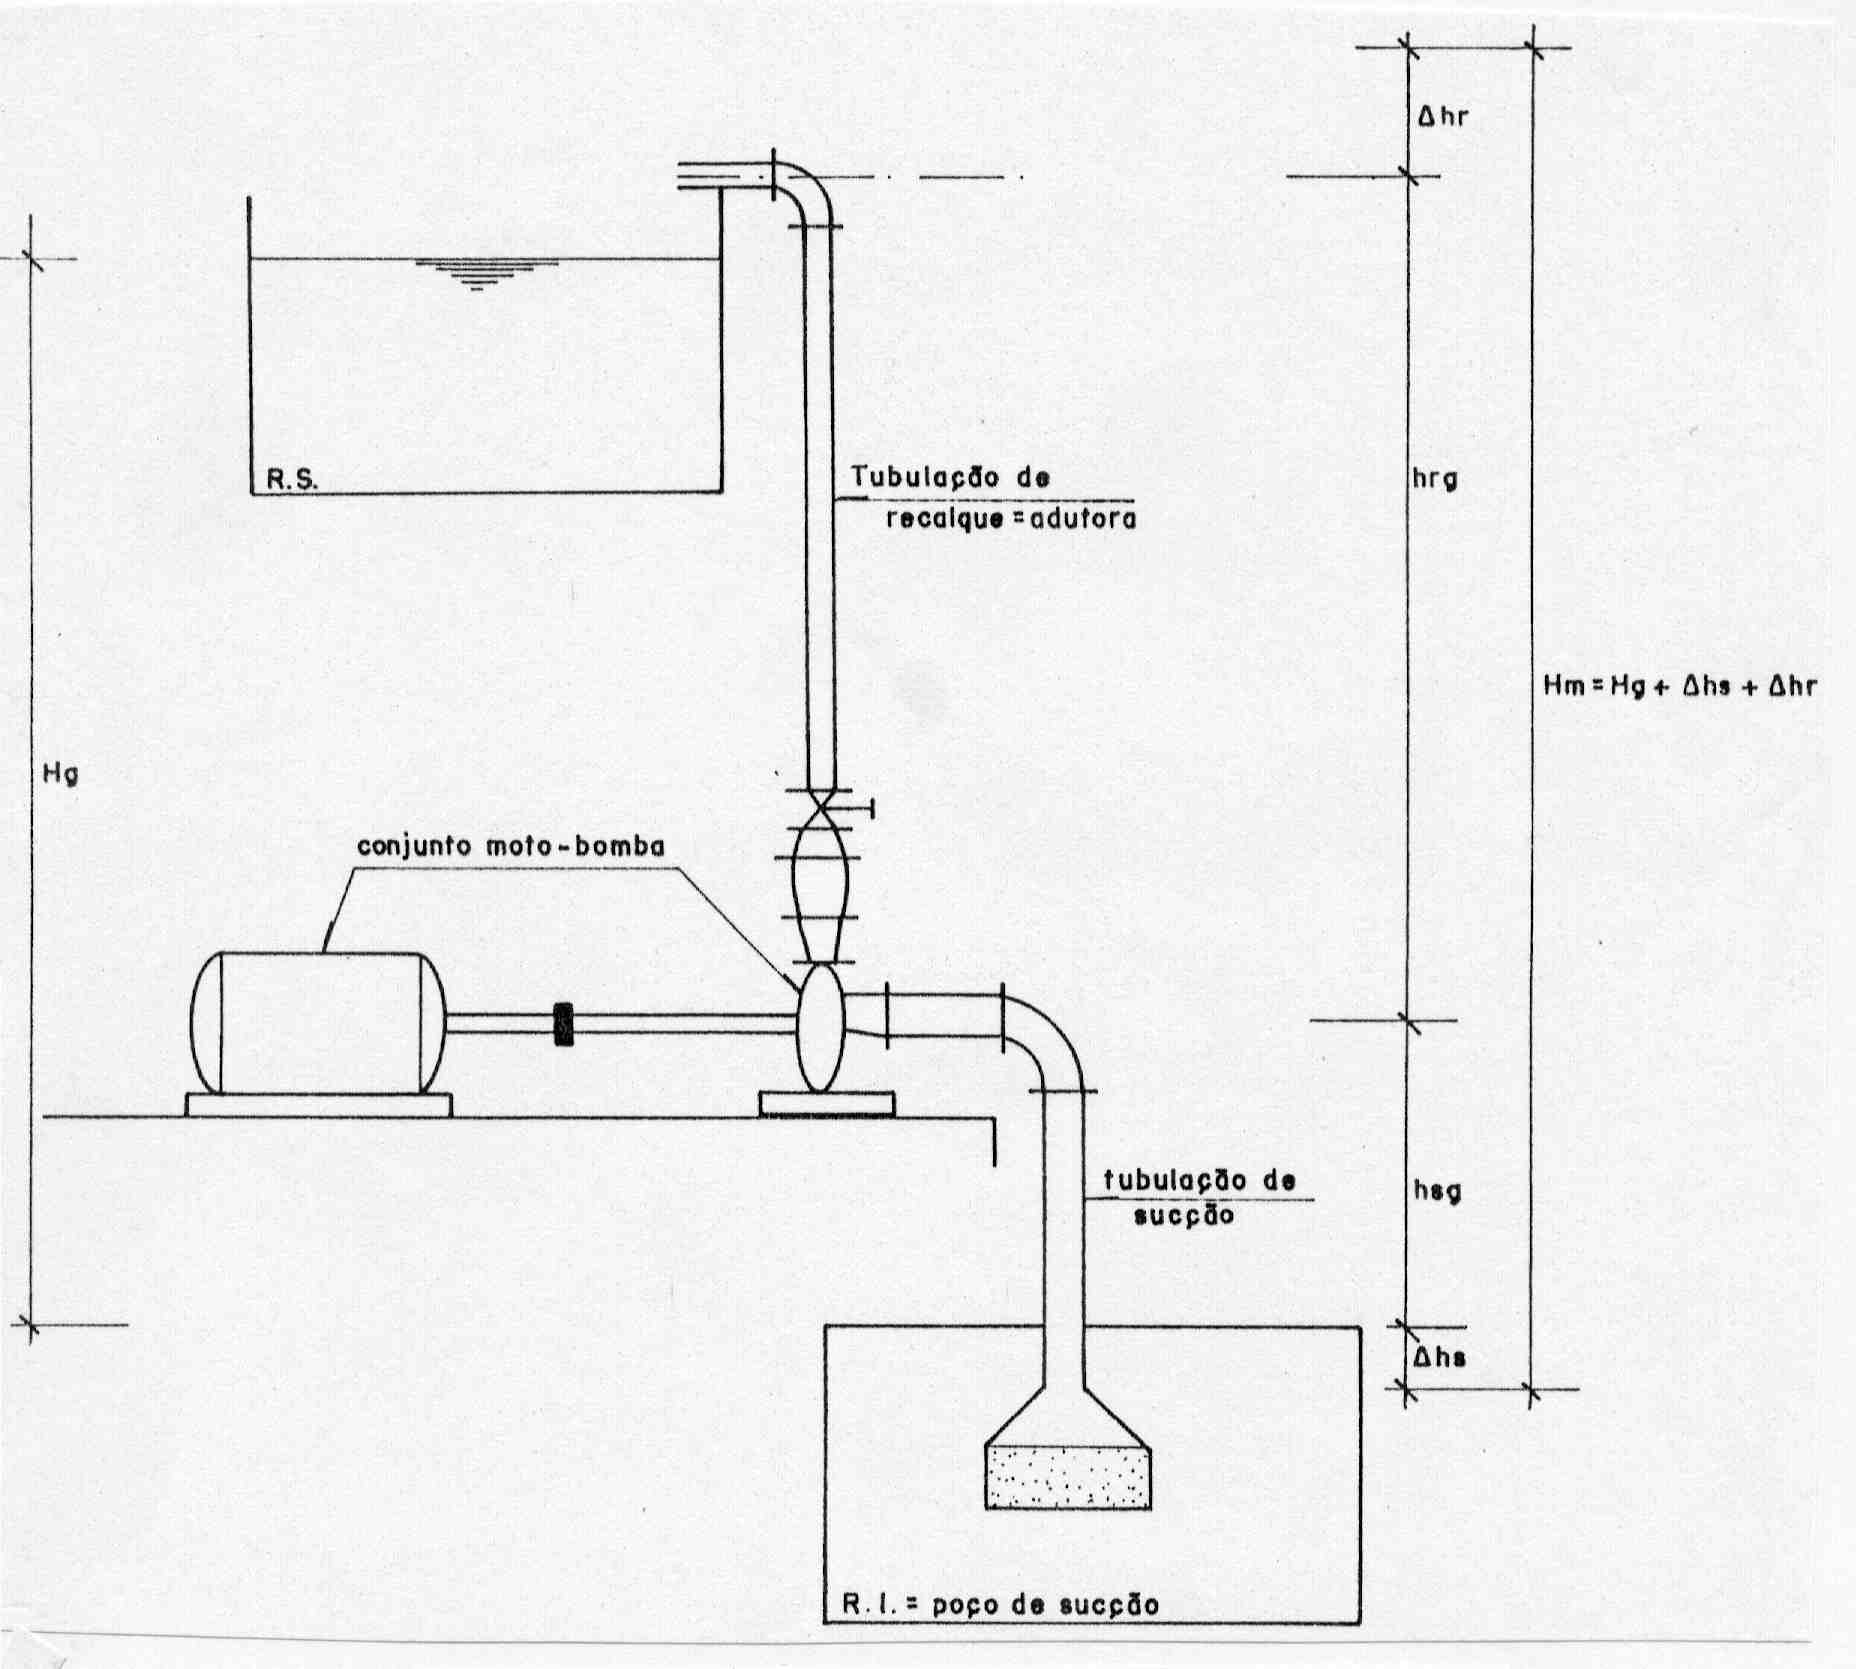 Δhr
Tubulação de
recalque = adutora
hrg
R.S.
Hm = Hg + Δhs + Δhr
Hg
conjunto moto-bomba
tubulação de
sucção
hsg
Δhs
R.I. = poço de sucção